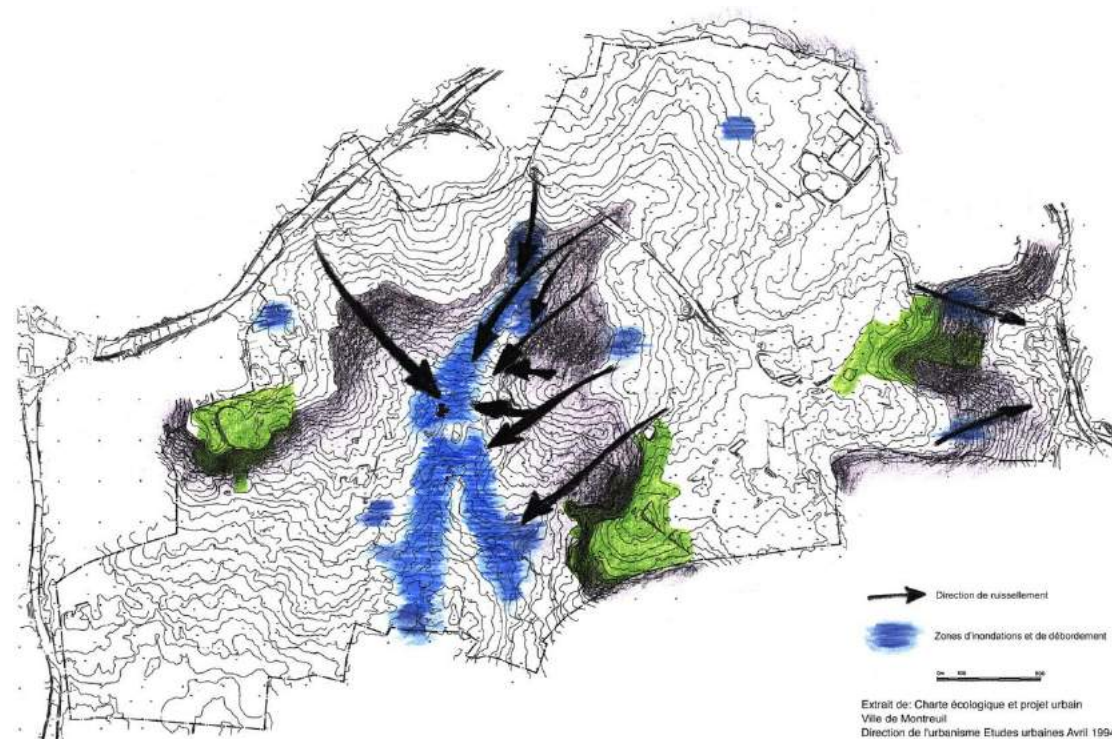 Direction de ruissellement
Zones d'inondations et de débordement
Extrait de: Charte écologique et projet urbain
Ville de Montreuil
Direction de l'urbanisme Etudes urbaines Avril 1994